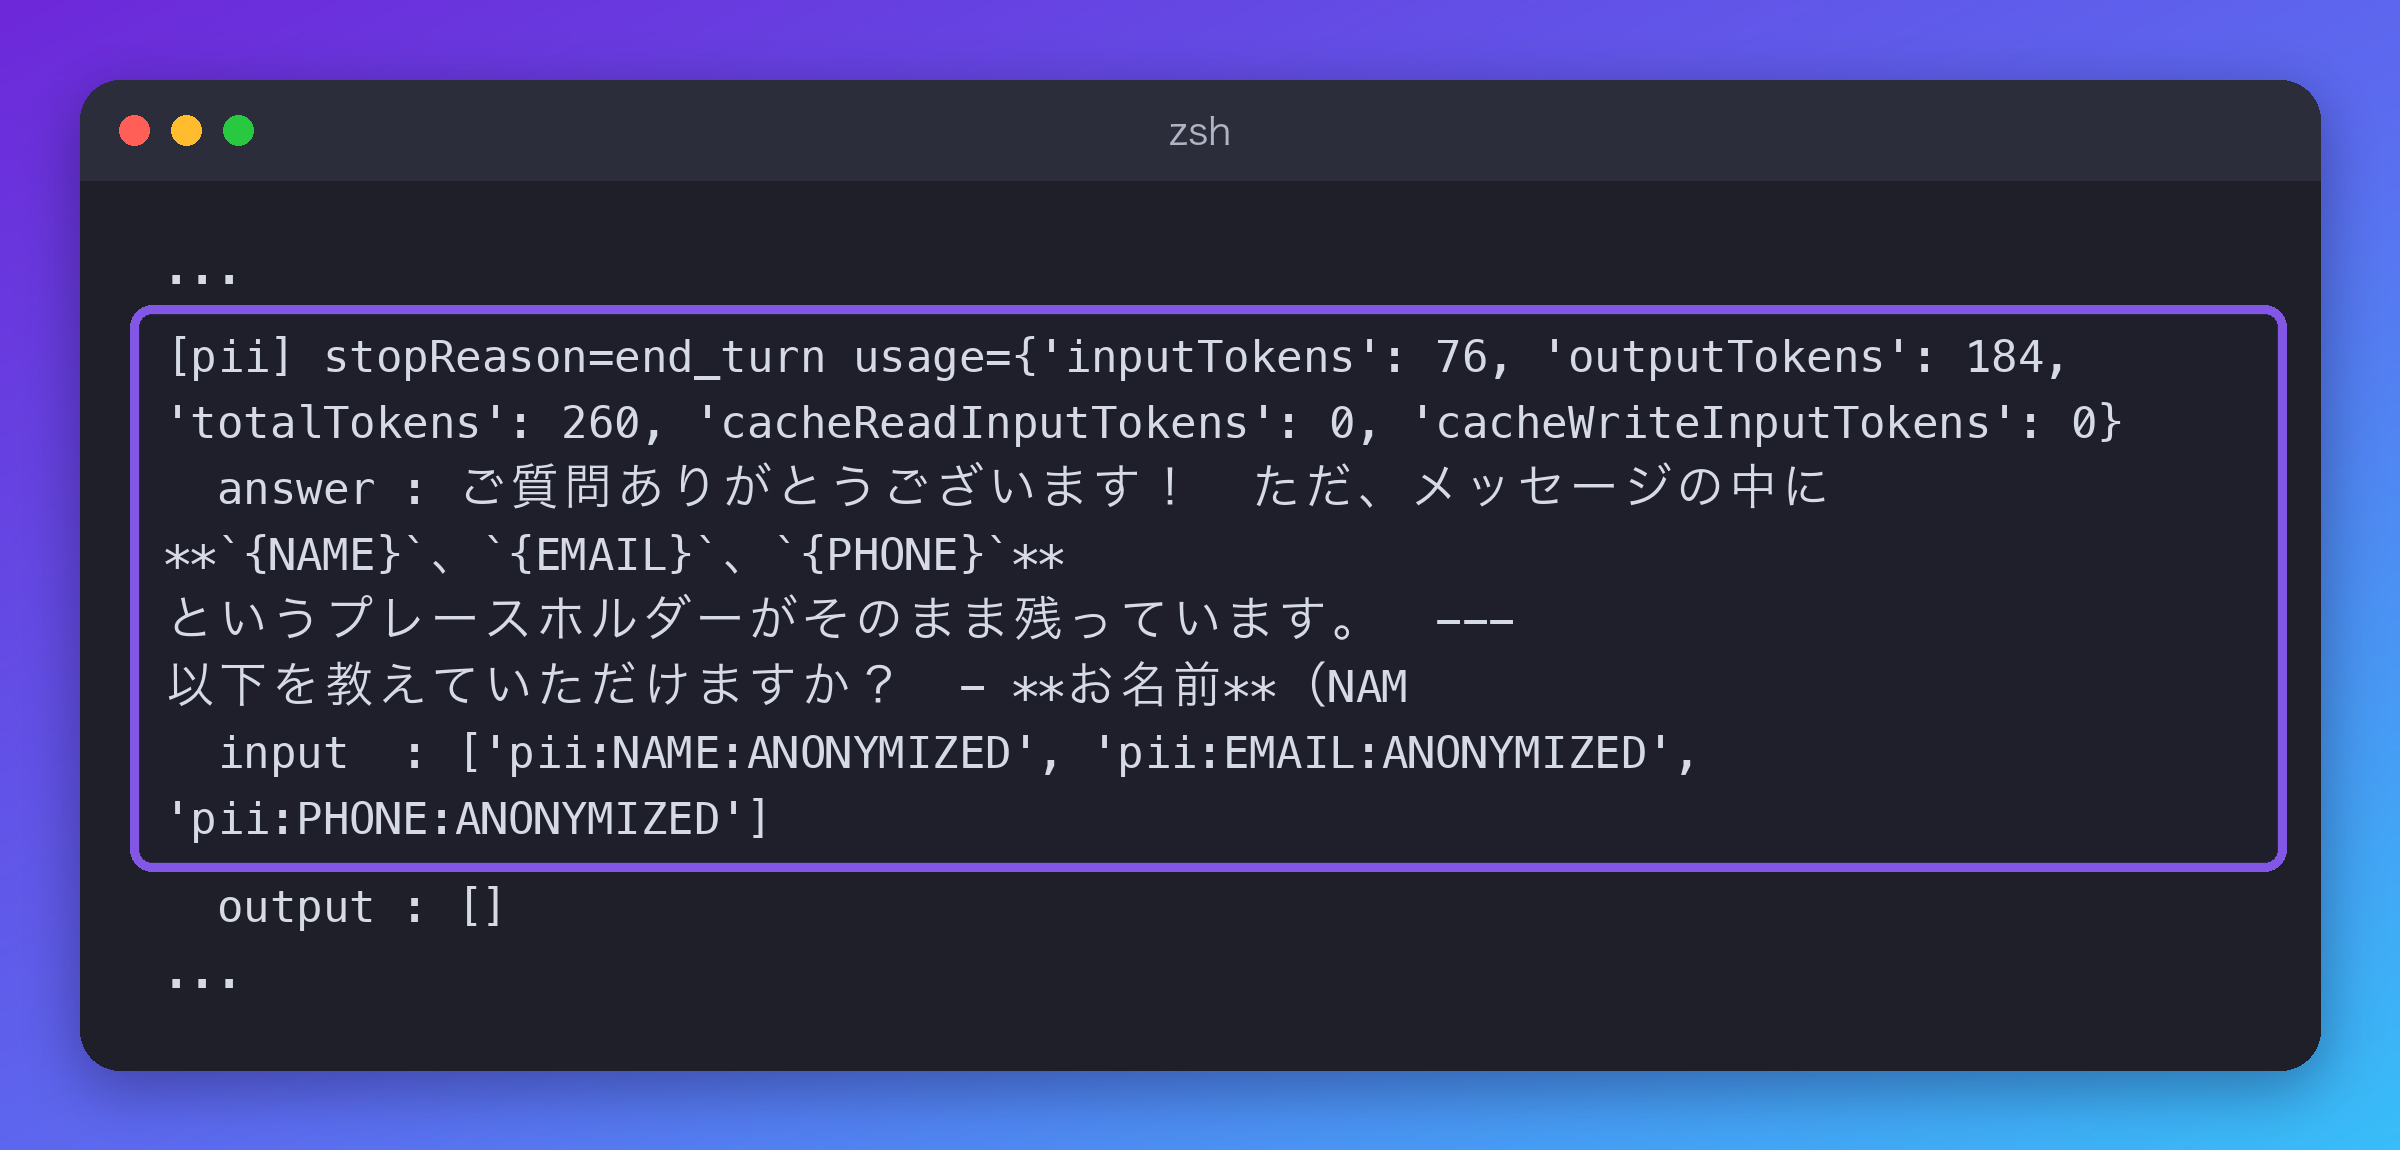 zsh
...
[pii] stopReason=end_turn usage={'inputTokens': 76, 'outputTokens': 184,
'totalTokens': 260, 'cacheReadInputTokens': 0, 'cacheWriteInputTokens': 0}
  answer : ご質問ありがとうございます！　ただ、メッセージの中に
**`{NAME}`、`{EMAIL}`、`{PHONE}`**
というプレースホルダーがそのまま残っています。　---
以下を教えていただけますか？　- **お名前**（NAM
  input  : ['pii:NAME:ANONYMIZED', 'pii:EMAIL:ANONYMIZED',
'pii:PHONE:ANONYMIZED']
  output : []
...